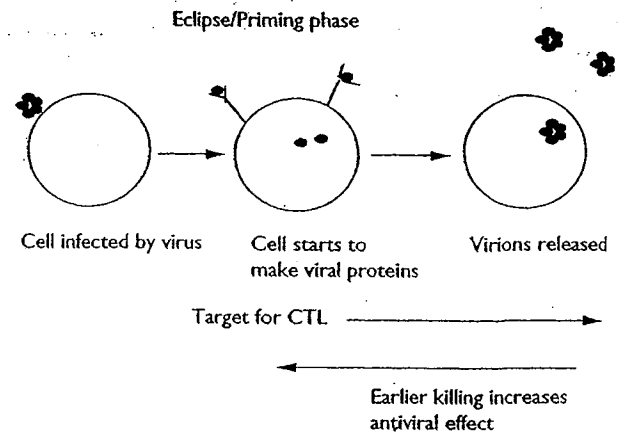 Eclipse/Priming phase
Cell infected by virus
Cell starts to
make viral proteins
Virions released
Target for CTL
Earlier killing increases
antiviral effect